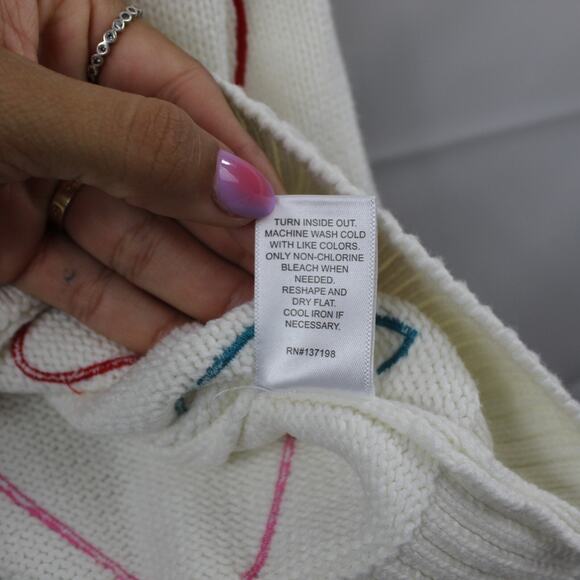 TURN INSIDE OUT.
MACHINE WASH COLD
WITH LIKE COLORS.
ONLY NON-CHLORINE
BLEACH WHEN
NEEDED.
RESHAPE AND
DRY FLAT.
COOL IRON IF
NECESSARY.
RN#137198